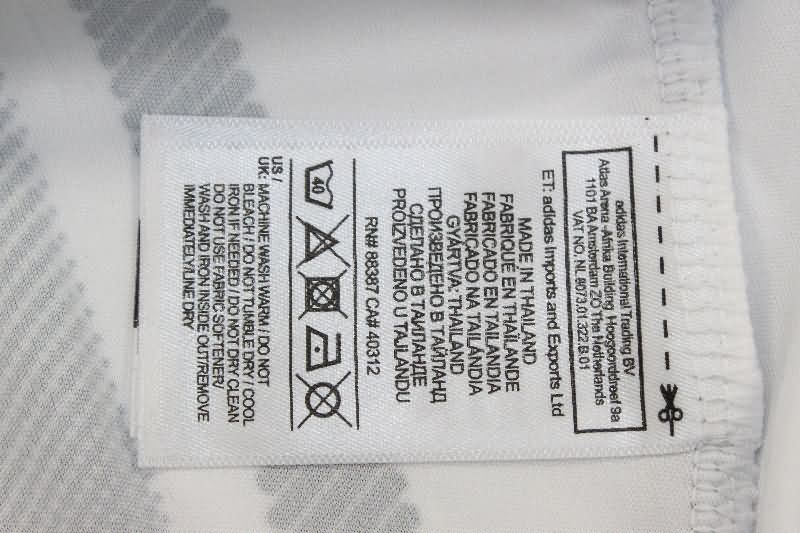 adidas International Trading BV
Atlas Arena -Afrika Building Hoogoorddreef 9a
1101 BA Amsterdam ZO The Netherlands
VAT NO. NL 8073.01.322.B.01
ET: adidas Imports and Exports Ltd
MADE IN THAILAND
FABRIQUÉ EN THAÏLANDE
FABRICADO EN TAILANDIA
FABRICADO NA TAILÂNDIA
GYÁRTVA: THAILAND
ПРОИЗВЕДЕНО В ТАЙЛАНД
СДЕЛАНО В ТАИЛАНДЕ
PROIZVEDENO U TAJLANDU
RN# 88387 CA# 40312
40
US /
UK: MACHINE WASH WARM / DO NOT
BLEACH / DO NOT TUMBLE DRY / COOL
IRON IF NEEDED / DO NOT DRY CLEAN
DO NOT USE FABRIC SOFTENER/
WASH AND IRON INSIDE OUT/REMOVE
IMMEDIATELY/LINE DRY